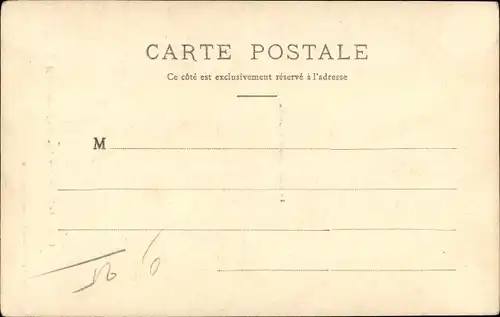 CARTE POSTALE
Ce côté est exclusivement réservé à l'adresse
M